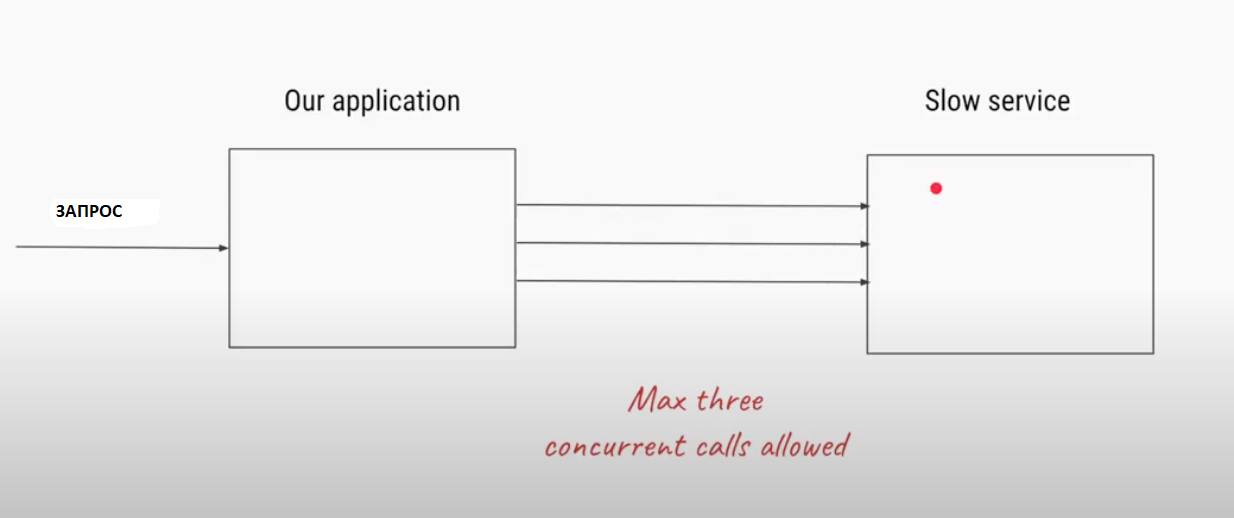 Our application
Slow service
ЗАПРОС
Max three
concurrent calls allowed